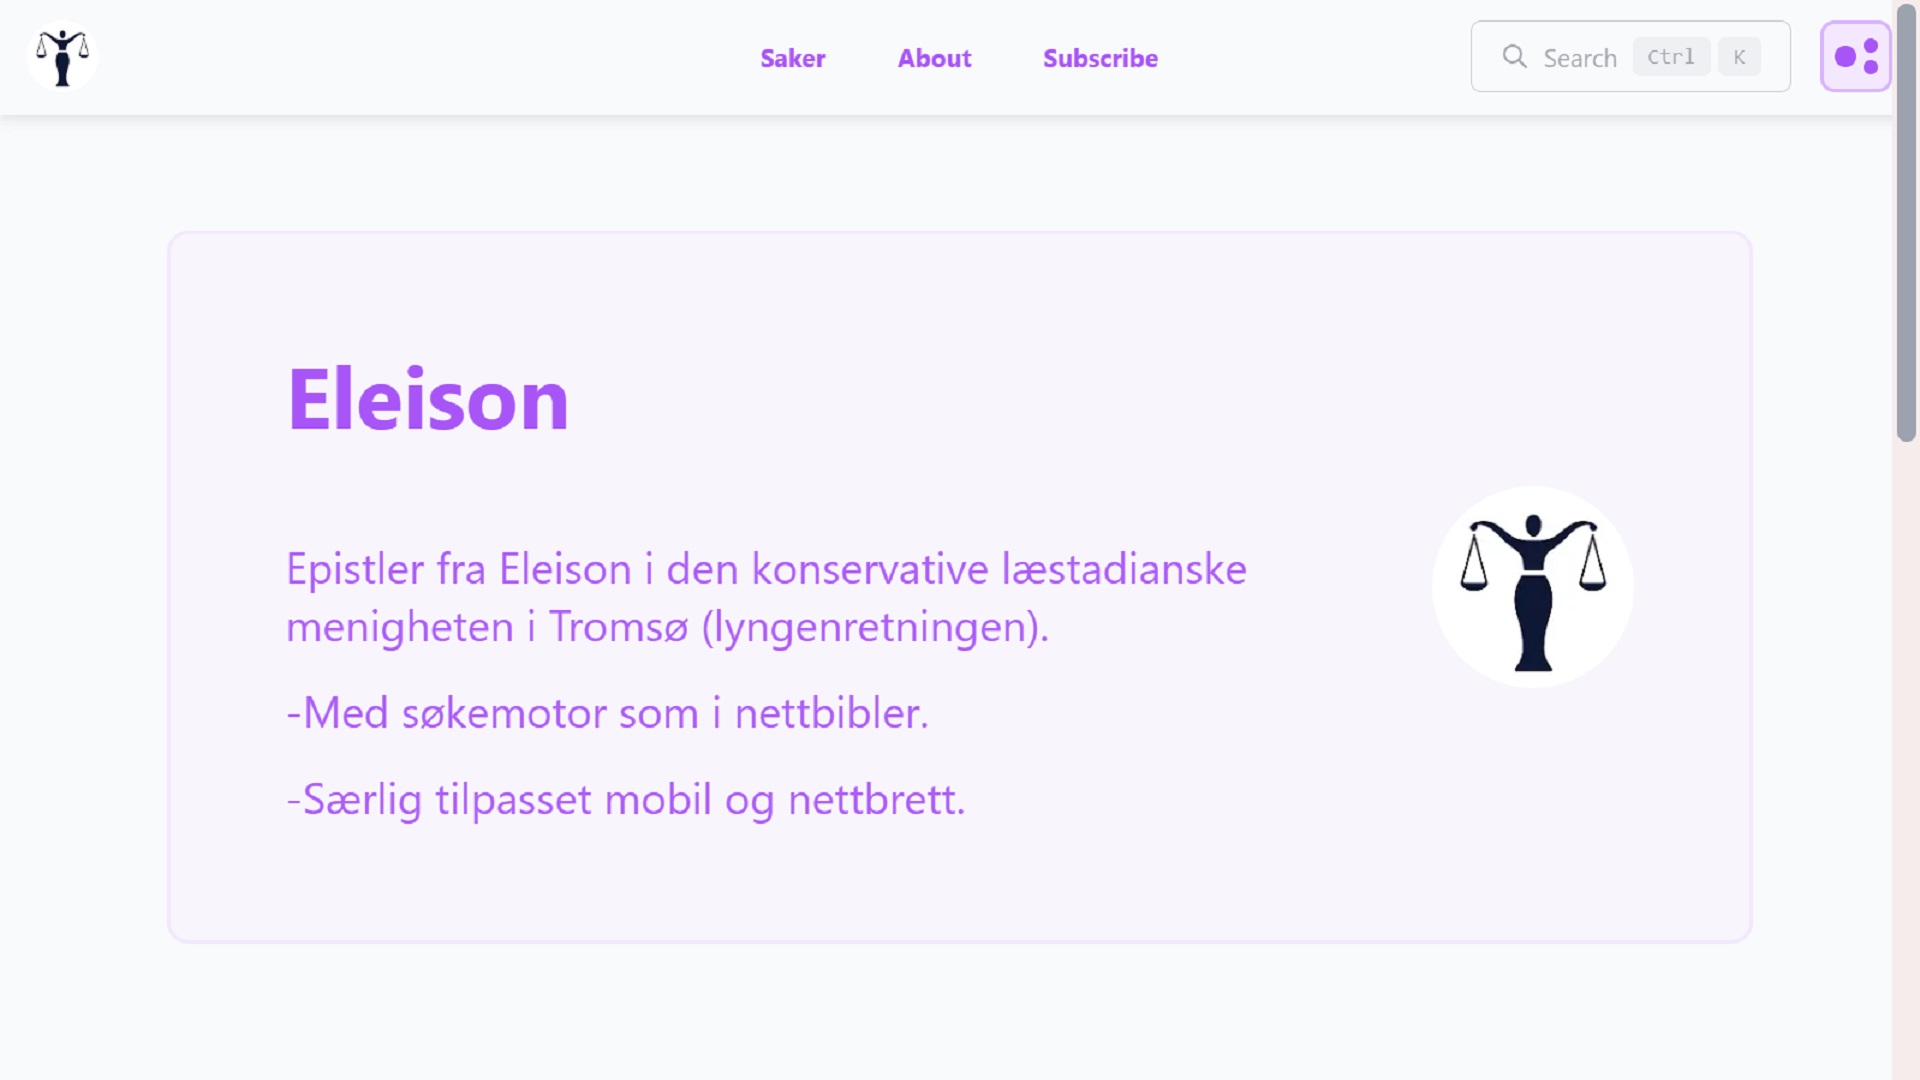 Saker
About
Subscribe
Search Ctrl K
Eleison
Epistler fra Eleison i den konservative læstadianske
menigheten i Tromsø (lyngenretningen).
-Med søkemotor som i nettbibler.
-Særlig tilpasset mobil og nettbrett.